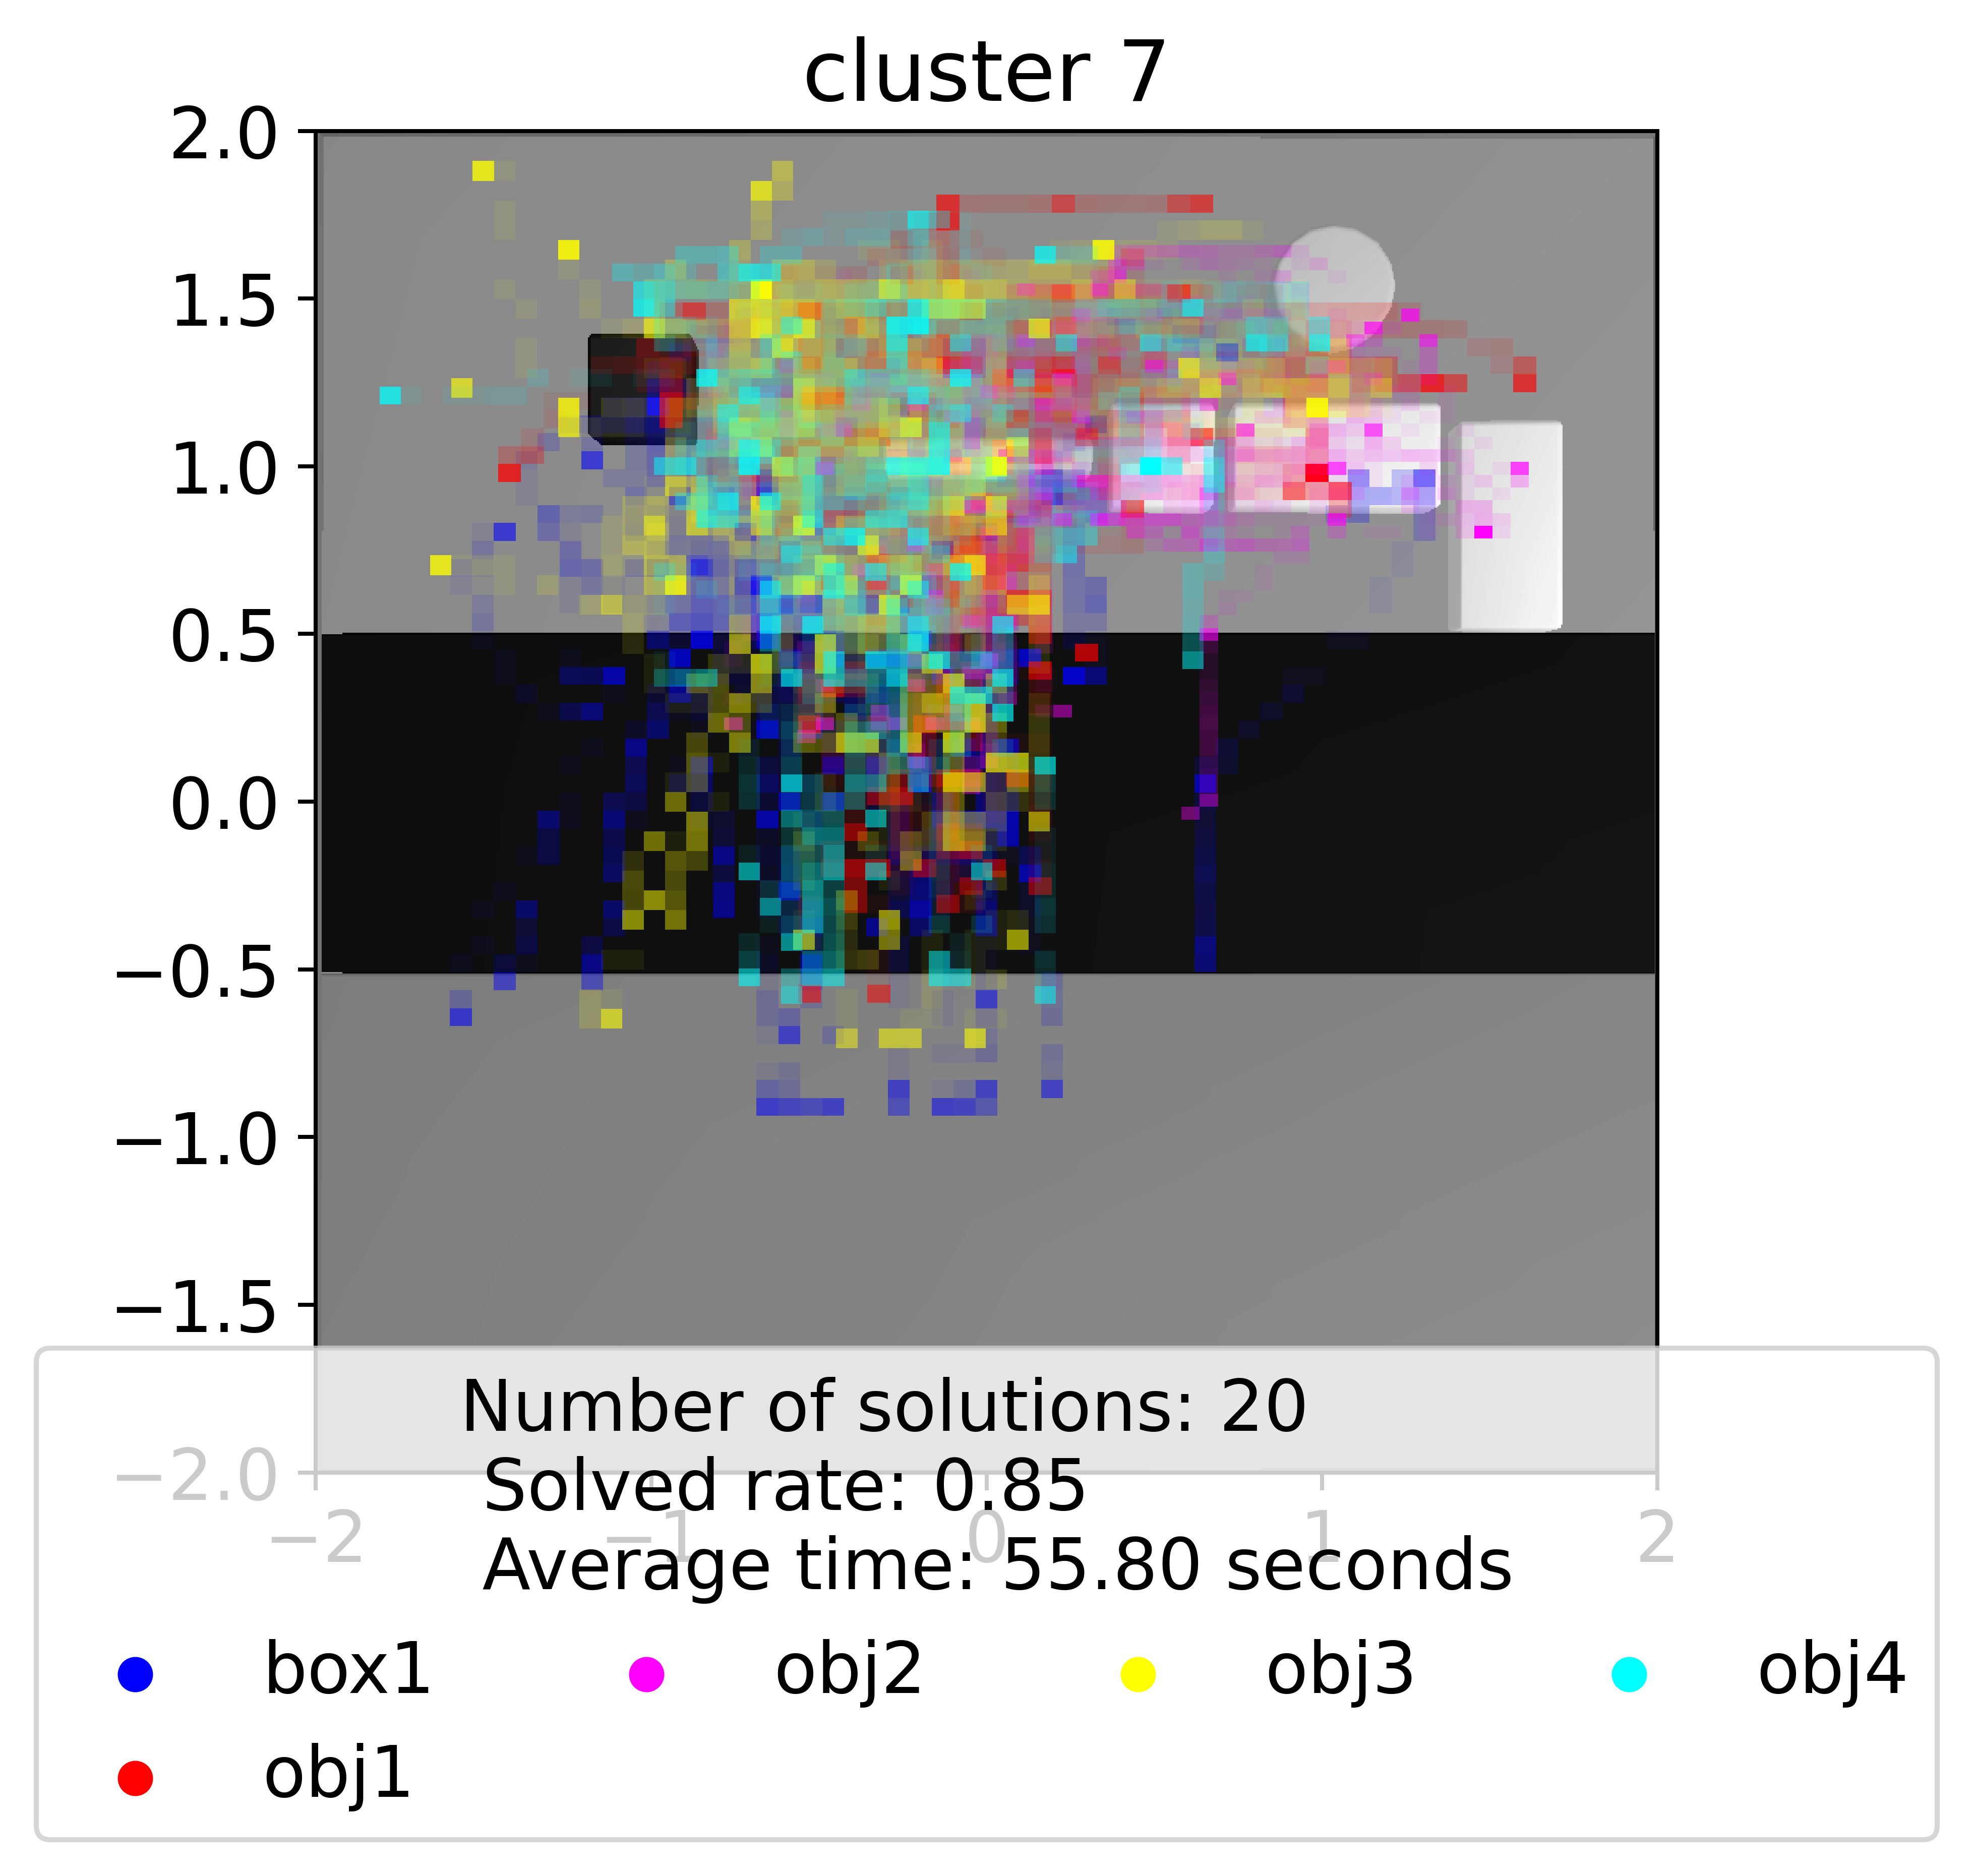 cluster 7
2.0
1.5
1.0
0.5
0.0
−0.5
−1.0
−1.5
−2.0
−2 −1 0 1 2
Number of solutions: 20
Solved rate: 0.85
Average time: 55.80 seconds
box1 obj2 obj3 obj4
obj1